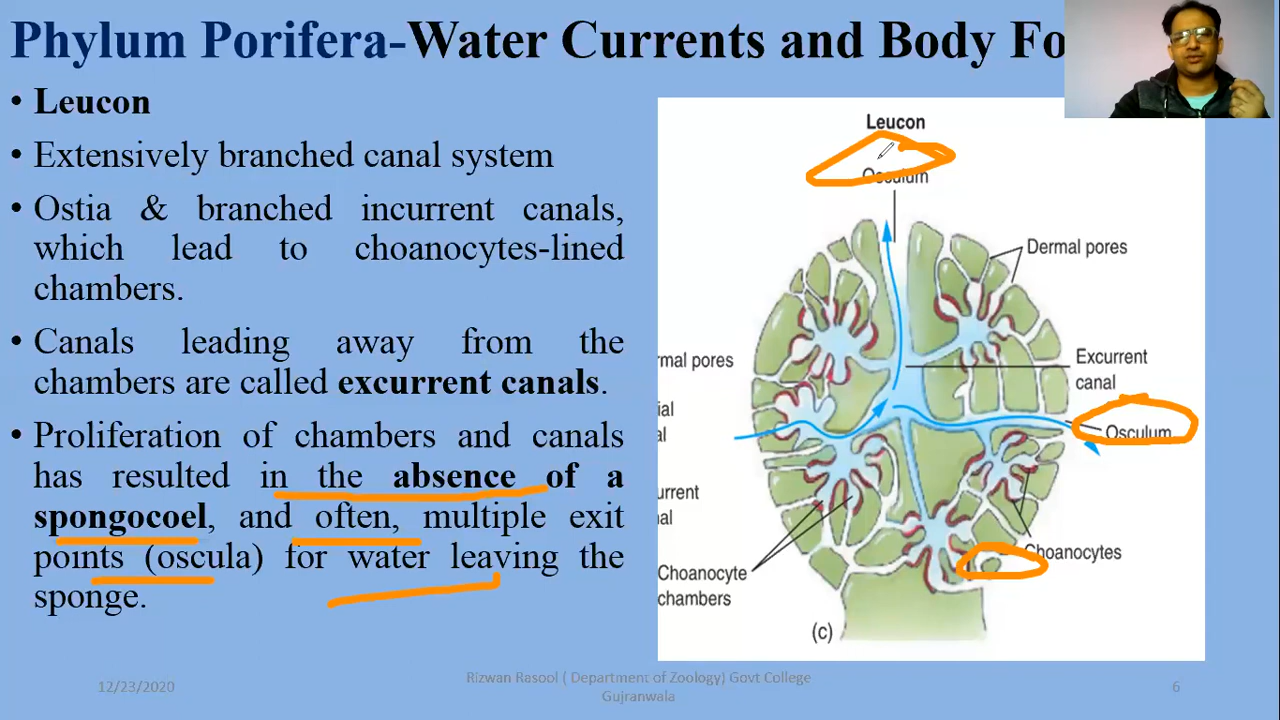 Phylum Porifera-Water Currents and Body Fo
• Leucon
• Extensively branched canal system
• Ostia & branched incurrent canals,
which lead to choanocytes-lined
chambers.
• Canals leading away from the
chambers are called excurrent canals.
• Proliferation of chambers and canals
has resulted in the absence of a
spongocoel, and often, multiple exit
points (oscula) for water leaving the
sponge.
Leucon
Osculum
Dermal pores
rmal pores
Excurrent
canal
ial
al
Osculum
urrent
nal
Choanocytes
Choanocyte
chambers
(c)
12/23/2020
Rizwan Rasool ( Department of Zoology) Govt College
Gujranwala
6